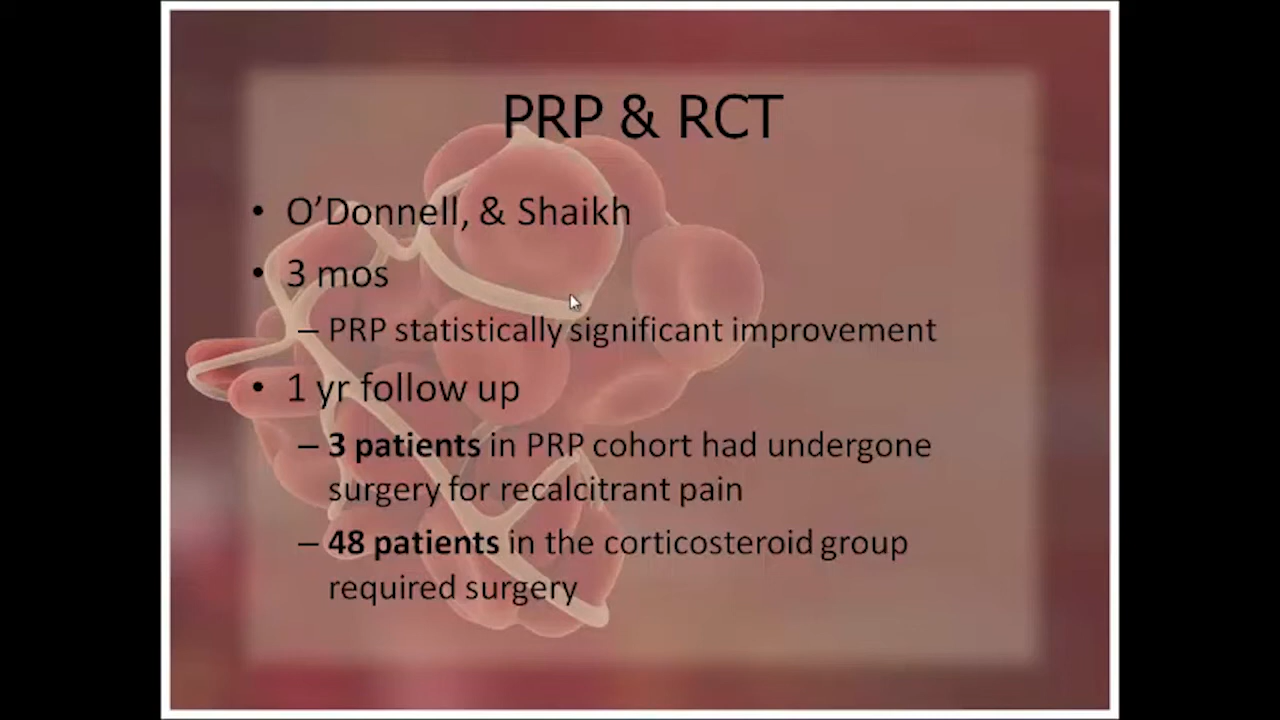 PRP & RCT
• O’Donnell, & Shaikh
• 3 mos
– PRP statistically significant improvement
• 1 yr follow up
– 3 patients in PRP cohort had undergone
surgery for recalcitrant pain
– 48 patients in the corticosteroid group
required surgery